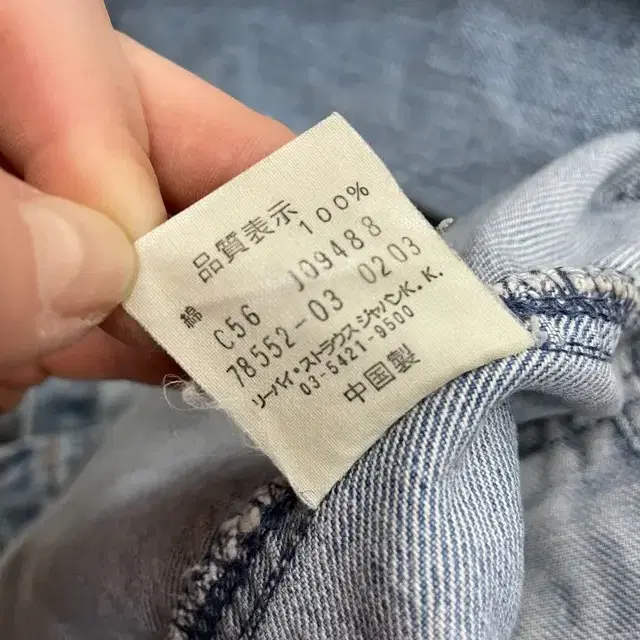 品質表示
綿 100%
C56 J09488
78552-03 0203
リーバイ・ストラウス ジャパンK.K.
03-5421-9500
中国製